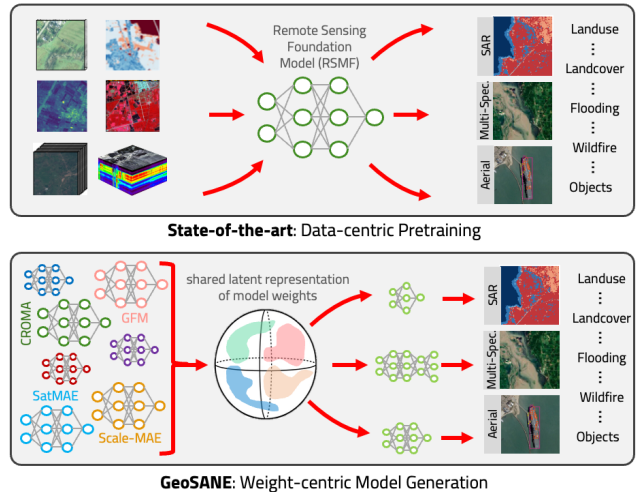 Remote Sensing
Foundation
Model (RSMF)
SAR
Multi-Spec.
Aerial
Landuse
Landcover
Flooding
Wildfire
Objects
State-of-the-art: Data-centric Pretraining
CROMA
GFM
SatMAE
Scale-MAE
shared latent representation
of model weights
SAR
Multi-Spec.
Aerial
Landuse
Landcover
Flooding
Wildfire
Objects
GeoSANE: Weight-centric Model Generation